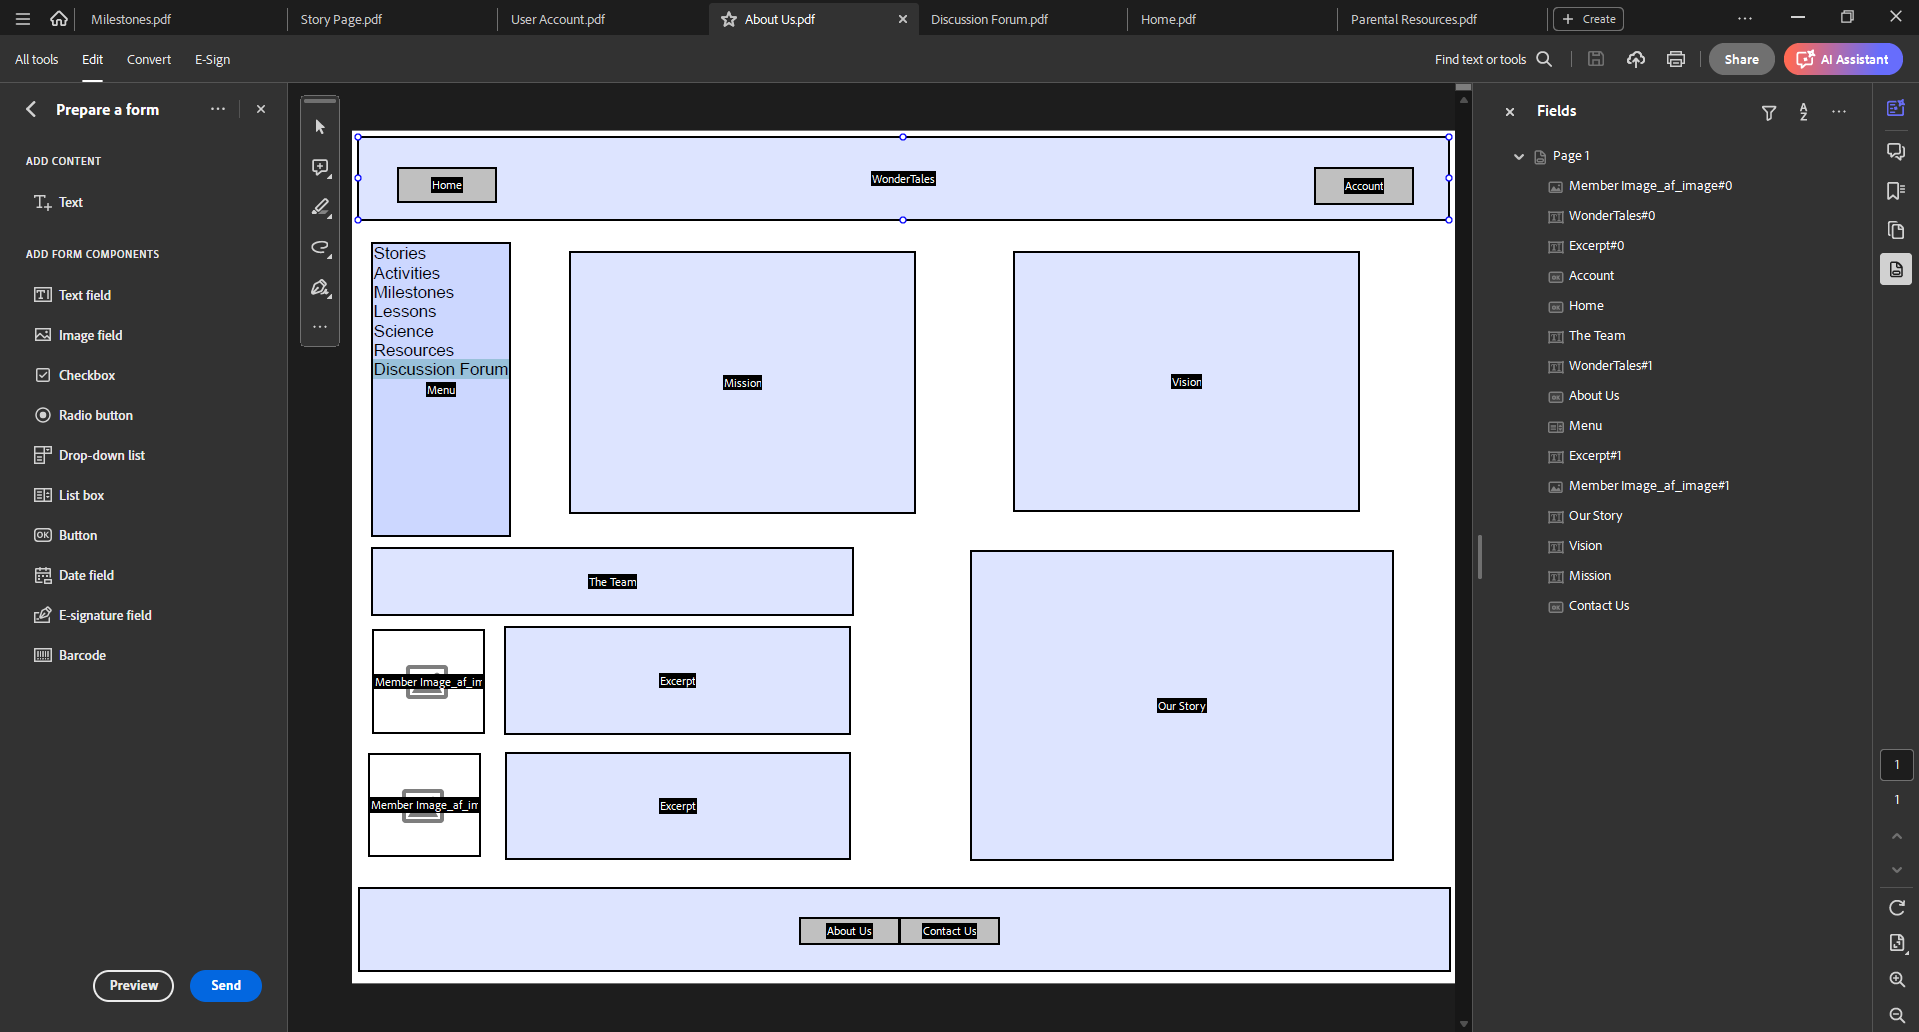 Milestones.pdf
Story Page.pdf
User Account.pdf
About Us.pdf
Discussion Forum.pdf
Home.pdf
Parental Resources.pdf
Create
All tools
Edit
Convert
E-Sign
Find text or tools
Share
AI Assistant
Prepare a form
ADD CONTENT
Text
ADD FORM COMPONENTS
Text field
Image field
Checkbox
Radio button
Drop-down list
List box
Button
Date field
E-signature field
Barcode
Preview
Send
Home
WonderTales
Account
Stories
Activities
Milestones
Lessons
Science
Resources
Discussion Forum
Menu
Mission
Vision
The Team
Member Image_af_im
Excerpt
Our Story
Member Image_af_im
Excerpt
About Us
Contact Us
Fields
Page 1
Member Image_af_image#0
WonderTales#0
Excerpt#0
Account
Home
The Team
WonderTales#1
About Us
Menu
Excerpt#1
Member Image_af_image#1
Our Story
Vision
Mission
Contact Us
1
1